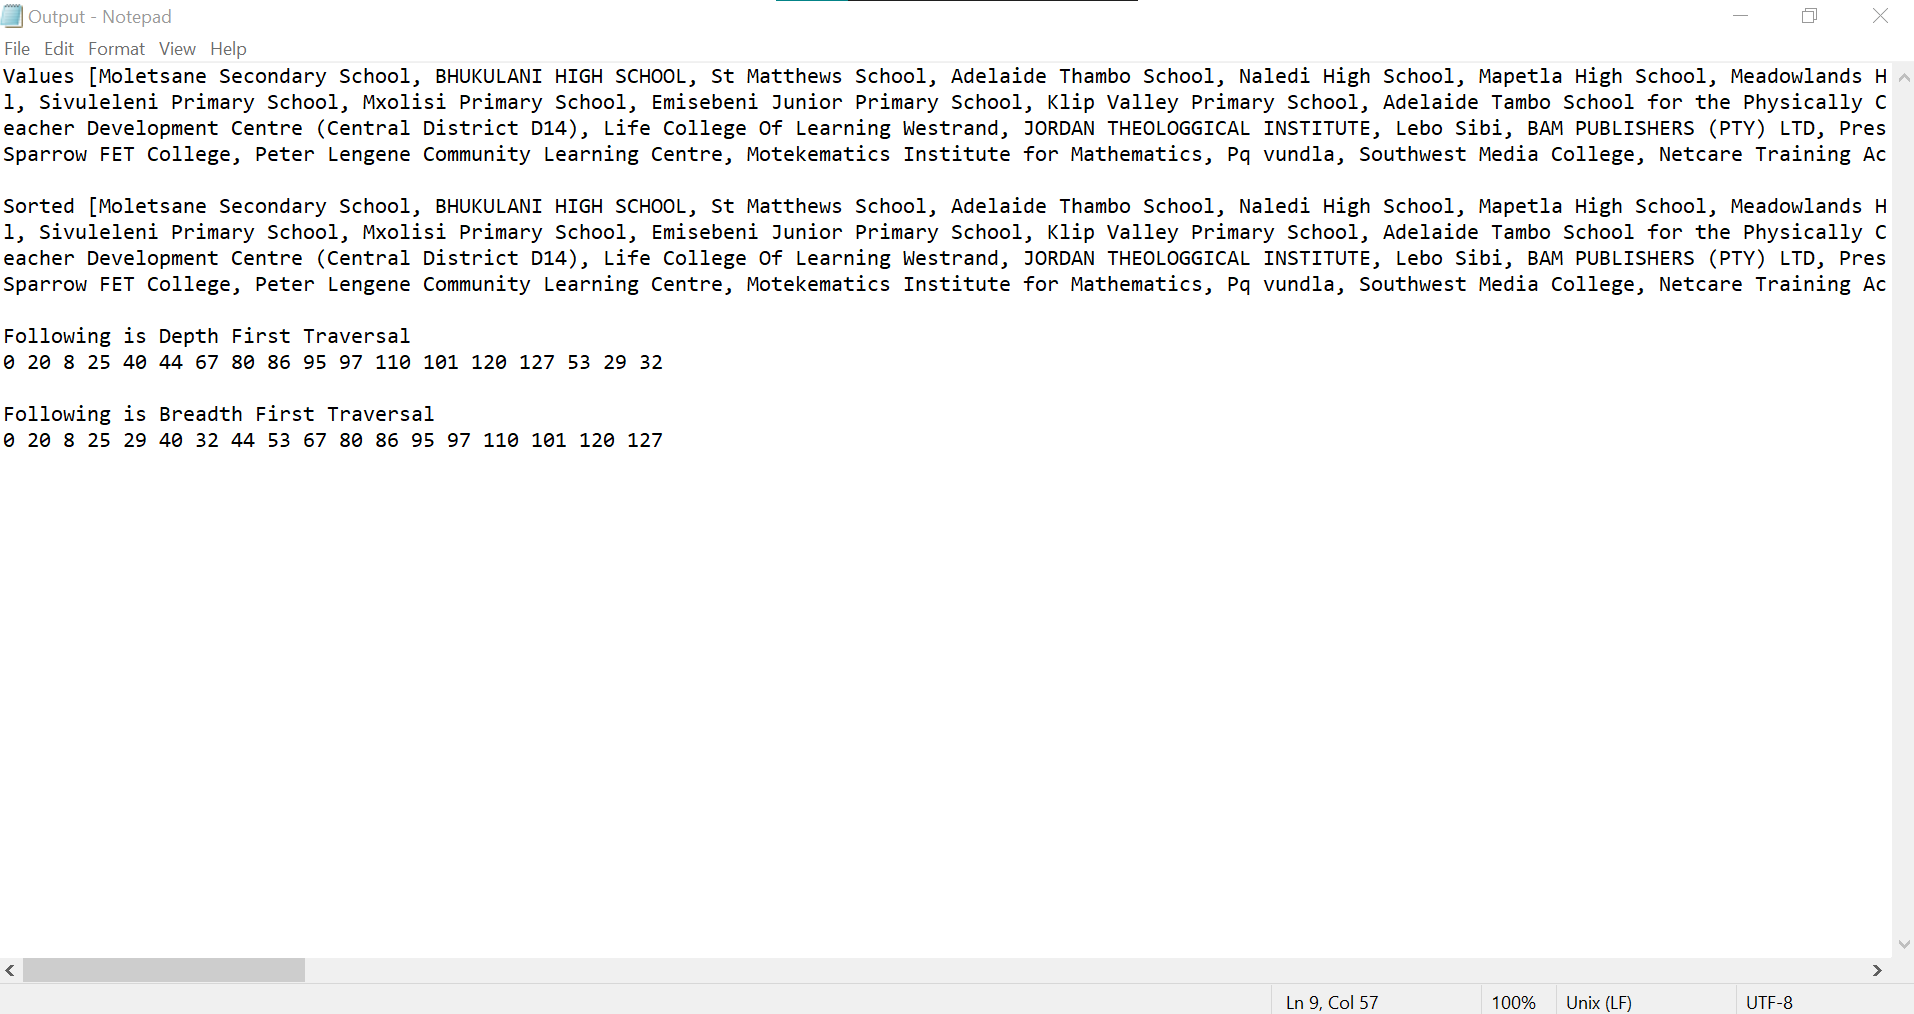 Output - Notepad
File Edit Format View Help
Values [Moletsane Secondary School, BHUKULANI HIGH SCHOOL, St Matthews School, Adelaide Thambo School, Naledi High School, Mapetla High School, Meadowlands H
l, Sivuleleni Primary School, Mxolisi Primary School, Emisebeni Junior Primary School, Klip Valley Primary School, Adelaide Tambo School for the Physically C
eacher Development Centre (Central District D14), Life College Of Learning Westrand, JORDAN THEOLOGGICAL INSTITUTE, Lebo Sibi, BAM PUBLISHERS (PTY) LTD, Pres
Sparrow FET College, Peter Lengene Community Learning Centre, Motekematics Institute for Mathematics, Pq vundla, Southwest Media College, Netcare Training Ac
Sorted [Moletsane Secondary School, BHUKULANI HIGH SCHOOL, St Matthews School, Adelaide Thambo School, Naledi High School, Mapetla High School, Meadowlands H
l, Sivuleleni Primary School, Mxolisi Primary School, Emisebeni Junior Primary School, Klip Valley Primary School, Adelaide Tambo School for the Physically C
eacher Development Centre (Central District D14), Life College Of Learning Westrand, JORDAN THEOLOGGICAL INSTITUTE, Lebo Sibi, BAM PUBLISHERS (PTY) LTD, Pres
Sparrow FET College, Peter Lengene Community Learning Centre, Motekematics Institute for Mathematics, Pq vundla, Southwest Media College, Netcare Training Ac
Following is Depth First Traversal
0 20 8 25 40 44 67 80 86 95 97 110 101 120 127 53 29 32
Following is Breadth First Traversal
0 20 8 25 29 40 32 44 53 67 80 86 95 97 110 101 120 127
Ln 9, Col 57 100% Unix (LF) UTF-8